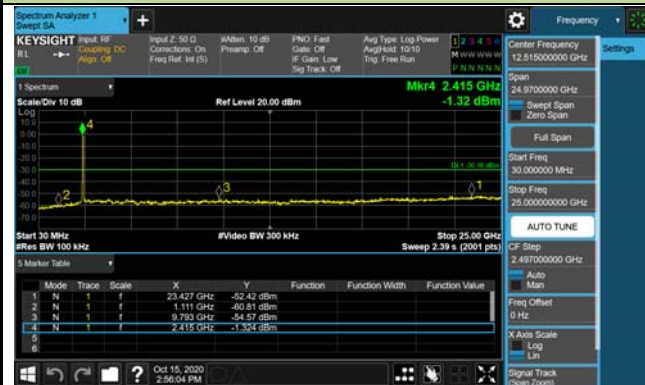 Spectrum Analyzer 1
Swept SA
Frequency
KEYSIGHT
Input: RF
Coupling: DC
Align: Off
Input Z: 50 Ω
Corrections: On
Freq Ref: Int (S)
#Atten: 10 dB
Preamp: Off
PNO: Fast
Gate: Off
IF Gain: Low
Sig Track: Off
Avg Type: Log-Power
Avg|Hold: 10/10
Trig: Free Run
1 2 3 4 5 6
M W W W W W
P N N N N N
RL
1 Spectrum
Mkr4 2.415 GHz
Scale/Div 10 dB
Ref Level 20.00 dBm
-1.32 dBm
Log
10.0
0.00
-10.0
-20.0
-30.0
-40.0
-50.0
-60.0
-70.0
4
2
3
1
Start 30 MHz
#Video BW 300 kHz
Stop 25.00 GHz
#Res BW 100 kHz
Sweep 2.39 s (2001 pts)
5 Marker Table
Mode Trace Scale X Y Function Function Width Function Value
1 N 1 f 23.427 GHz -52.42 dBm
2 N 1 f 1.111 GHz -60.81 dBm
3 N 1 f 9.793 GHz -54.57 dBm
4 N 1 f 2.415 GHz -1.324 dBm
5
6
?
Oct 15, 2020
2:56:04 PM
Center Frequency
12.515000000 GHz
Settings
Span
24.9700000 GHz
Swept Span
Zero Span
Full Span
Start Freq
30.000000 MHz
Stop Freq
25.000000000 GHz
AUTO TUNE
CF Step
2.497000000 GHz
Auto
Man
Freq Offset
0 Hz
X Axis Scale
Log
Lin
Signal Track
(Span Zoom)